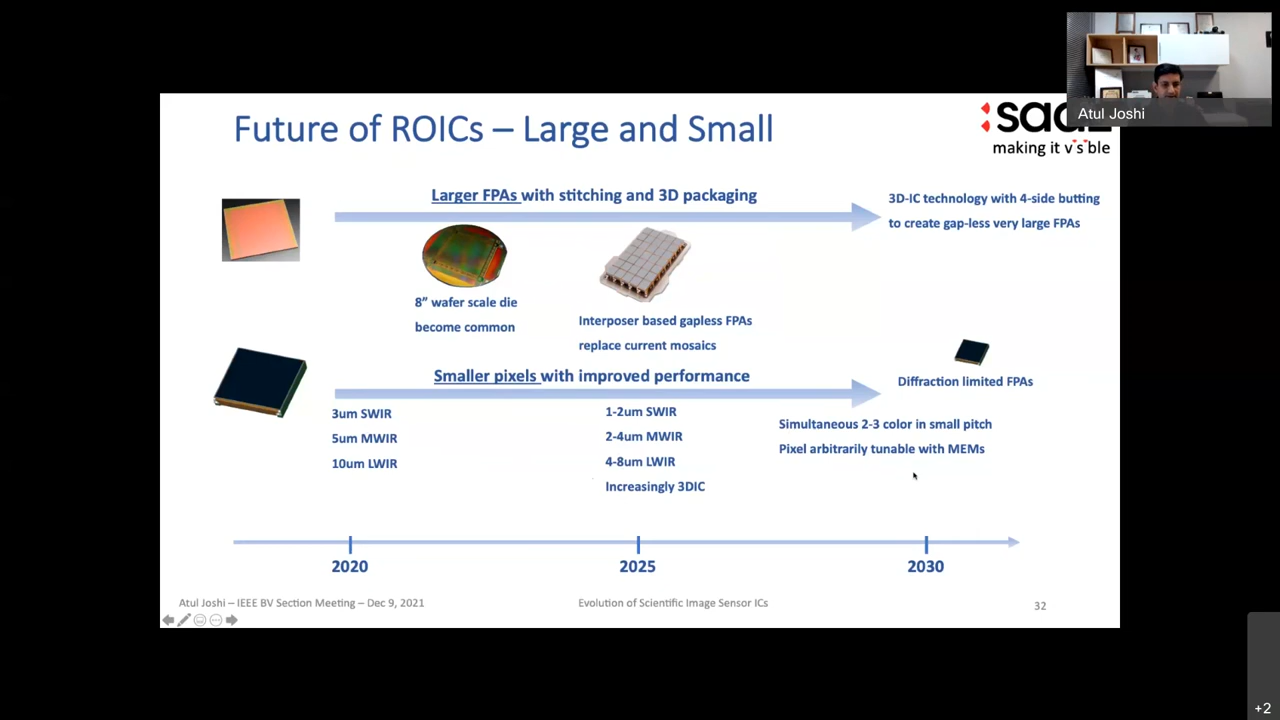 Future of ROICs – Large and Small
making it v s ble
Atul Joshi
Larger FPAs with stitching and 3D packaging
3D-IC technology with 4-side butting
to create gap-less very large FPAs
8” wafer scale die
become common
Interposer based gapless FPAs
replace current mosaics
Smaller pixels with improved performance
Diffraction limited FPAs
3um SWIR
5um MWIR
10um LWIR
1-2um SWIR
2-4um MWIR
4-8um LWIR
Increasingly 3DIC
Simultaneous 2-3 color in small pitch
Pixel arbitrarily tunable with MEMs
2020
2025
2030
Atul Joshi – IEEE BV Section Meeting – Dec 9, 2021
Evolution of Scientific Image Sensor ICs
32
+2